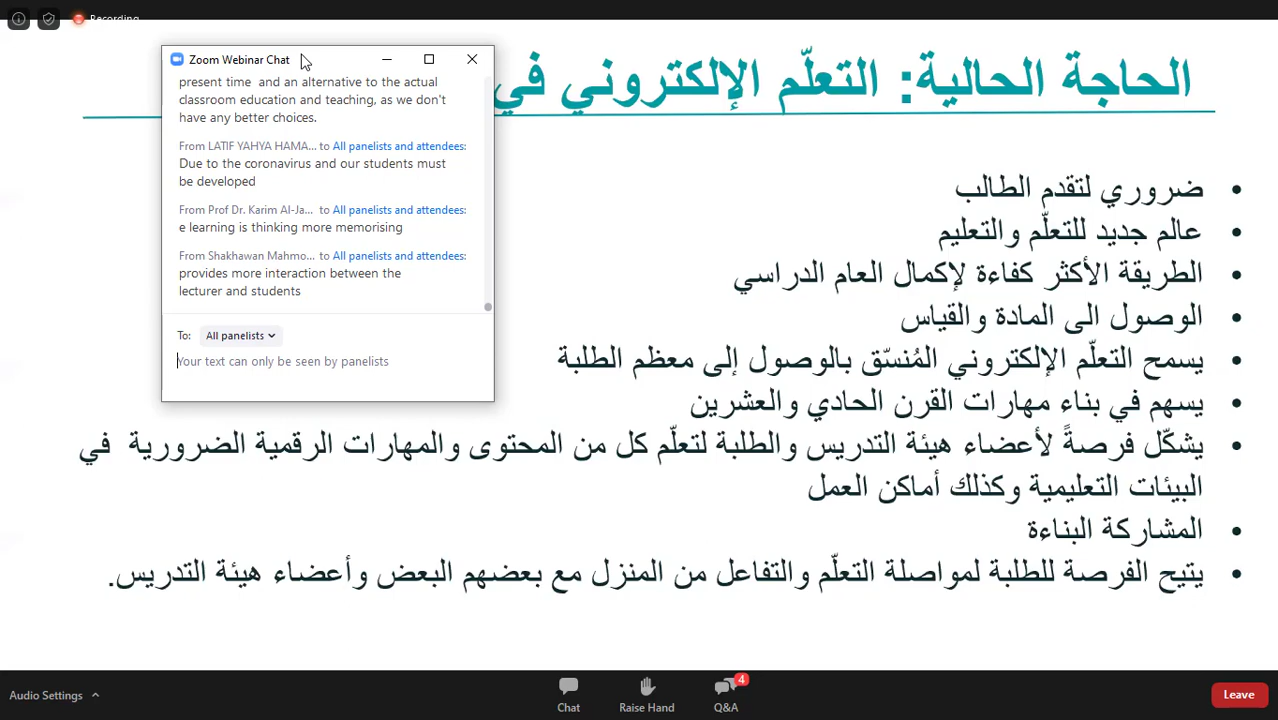 Recording
الحاجة الحالية: التعلّم الإلكتروني في
Zoom Webinar Chat
present time and an alternative to the actual
classroom education and teaching, as we don't
have any better choices.
From LATIF YAHYA HAMA... to All panelists and attendees:
Due to the coronavirus and our students must
be developed
From Prof Dr. Karim Al-Ja... to All panelists and attendees:
e learning is thinking more memorising
From Shakhawan Mahmo... to All panelists and attendees:
provides more interaction between the
lecturer and students
To: All panelists
Your text can only be seen by panelists
• ضروري لتقدم الطالب
• عالم جديد للتعلّم والتعليم
• الطريقة الأكثر كفاءة لإكمال العام الدراسي
• الوصول الى المادة والقياس
• يسمح التعلّم الإلكتروني المُنسّق بالوصول إلى معظم الطلبة
• يسهم في بناء مهارات القرن الحادي والعشرين
• يشكّل فرصةً لأعضاء هيئة التدريس والطلبة لتعلّم كل من المحتوى والمهارات الرقمية الضرورية في
البيئات التعليمية وكذلك أماكن العمل
• المشاركة البناءة
• يتيح الفرصة للطلبة لمواصلة التعلّم والتفاعل من المنزل مع بعضهم البعض وأعضاء هيئة التدريس.
Audio Settings
Chat
Raise Hand
4
Q&A
Leave